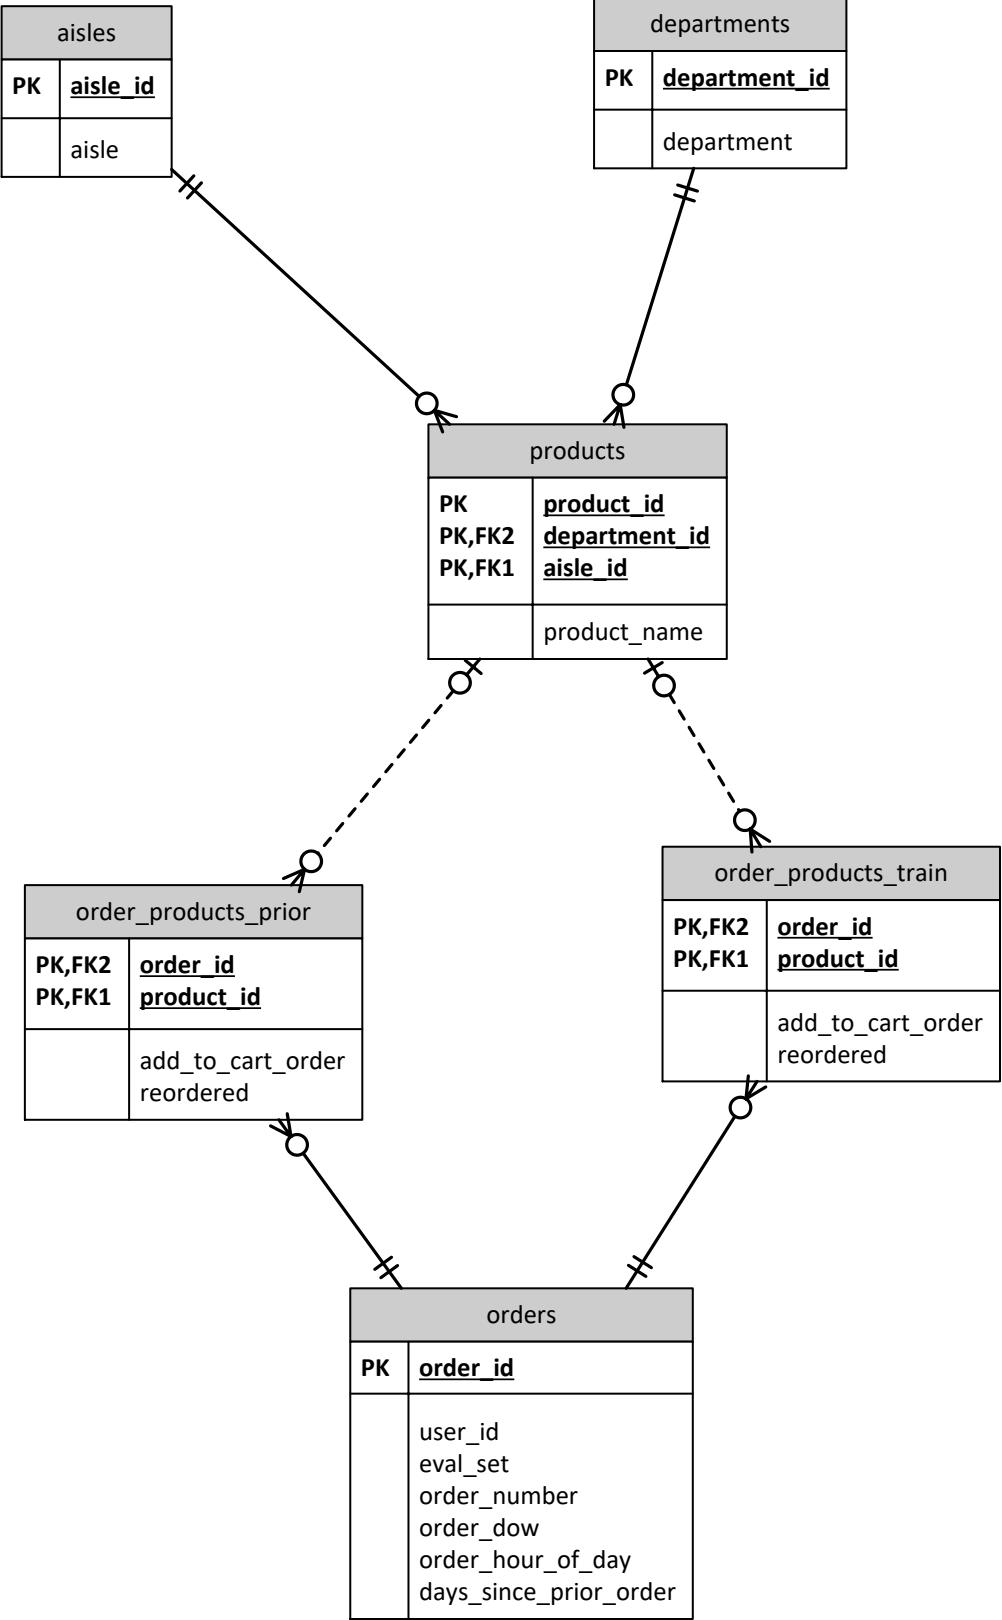 aisles
PK aisle_id
aisle
departments
PK department_id
department
products
PK product_id
PK,FK2 department_id
PK,FK1 aisle_id
product_name
order_products_prior
PK,FK2 order_id
PK,FK1 product_id
add_to_cart_order
reordered
order_products_train
PK,FK2 order_id
PK,FK1 product_id
add_to_cart_order
reordered
orders
PK order_id
user_id
eval_set
order_number
order_dow
order_hour_of_day
days_since_prior_order